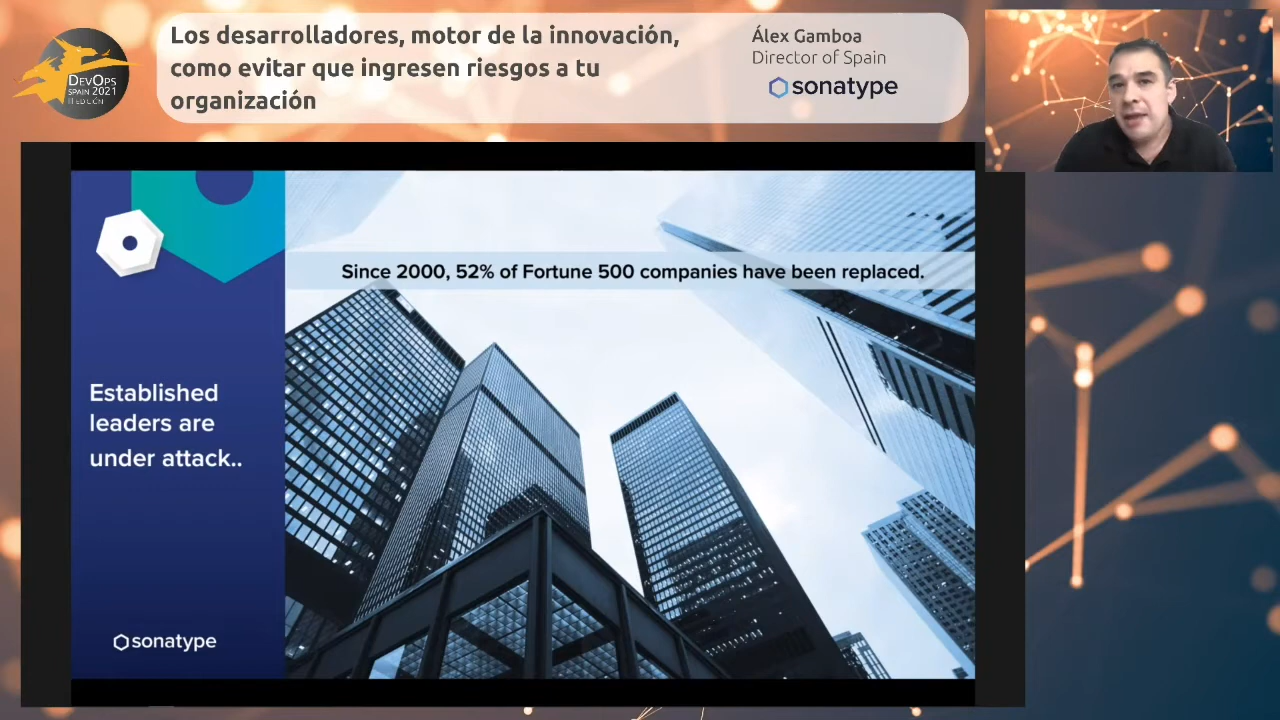 DEVOPS
SPAIN 2021
III EDICIÓN
Los desarrolladores, motor de la innovación,
como evitar que ingresen riesgos a tu
organización
Álex Gamboa
Director of Spain
sonatype
Since 2000, 52% of Fortune 500 companies have been replaced.
Established
leaders are
under attack..
sonatype